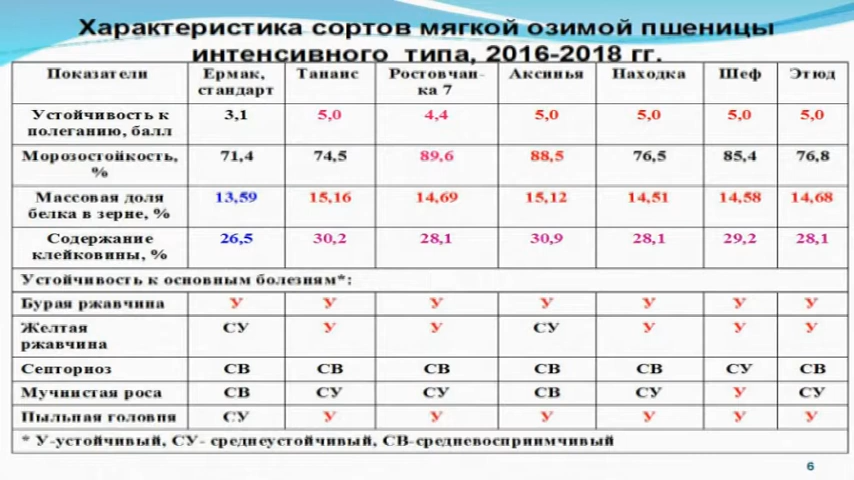 Характеристика сортов мягкой озимой пшеницы
интенсивного типа, 2016-2018 гг.
Показатели Ермак, стандарт Танаис Ростовчан-ка 7 Аксинья Находка Шеф Этюд
Устойчивость к полеганию, балл 3,1 5,0 4,4 5,0 5,0 5,0 5,0
Морозостойкость, % 71,4 74,5 89,6 88,5 76,5 85,4 76,8
Массовая доля белка в зерне, % 13,59 15,16 14,69 15,12 14,51 14,58 14,68
Содержание клейковины, % 26,5 30,2 28,1 30,9 28,1 29,2 28,1
Устойчивость к основным болезням*:
Бурая ржавчина У У У У У У У
Желтая ржавчина СУ У У СУ У У У
Септориоз СВ СВ СВ СВ СВ СУ СВ
Мучнистая роса СВ СУ СУ СВ СУ У СУ
Пыльная головня СУ У У У У У У
* У-устойчивый, СУ- среднеустойчивый, СВ-средневосприимчивый
6